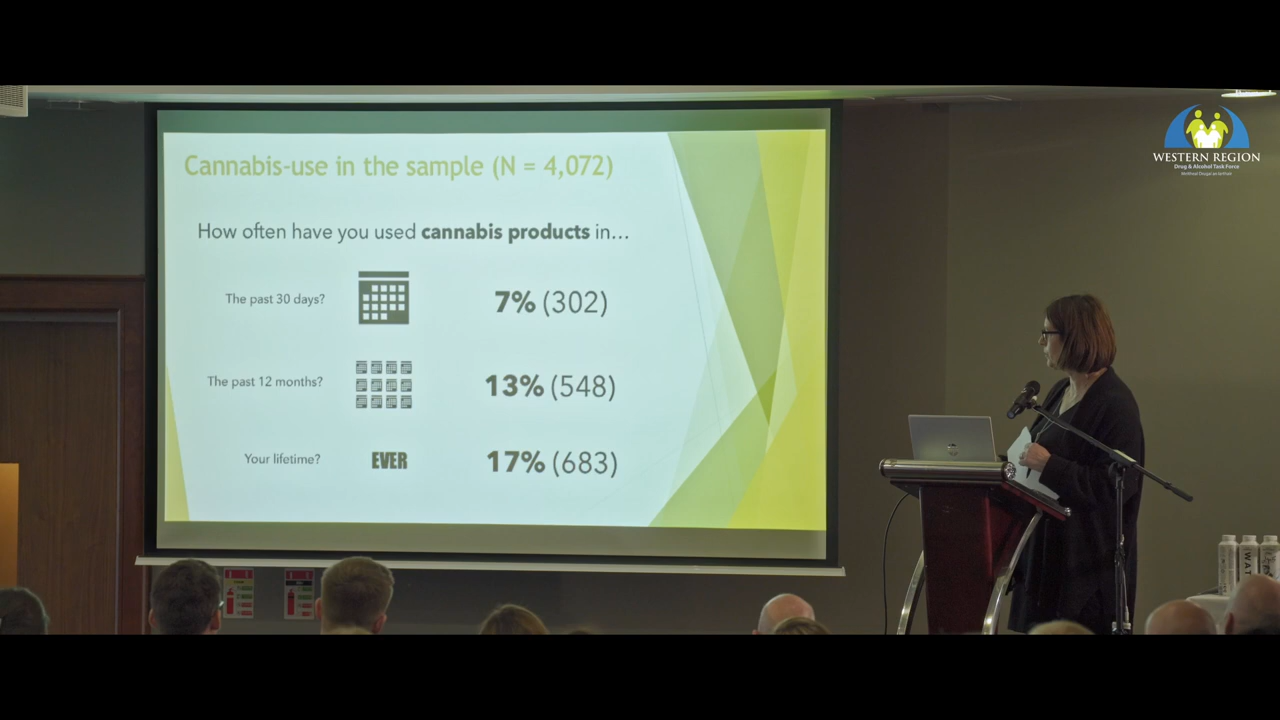 Cannabis-use in the sample (N = 4,072)
How often have you used cannabis products in...
The past 30 days?
7% (302)
The past 12 months?
13% (548)
Your lifetime?
EVER
17% (683)
WESTERN REGION
Drug & Alcohol Task Force
WAT